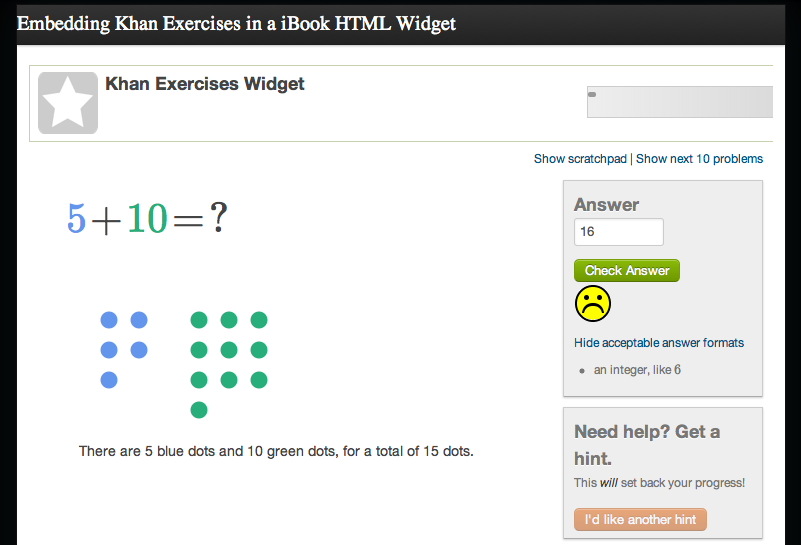 Embedding Khan Exercises in a iBook HTML Widget
Khan Exercises Widget
Show scratchpad | Show next 10 problems
5+10=?
Answer
16
Check Answer
Hide acceptable answer formats
• an integer, like 6
There are 5 blue dots and 10 green dots, for a total of 15 dots.
Need help? Get a
hint.
This will set back your progress!
I'd like another hint